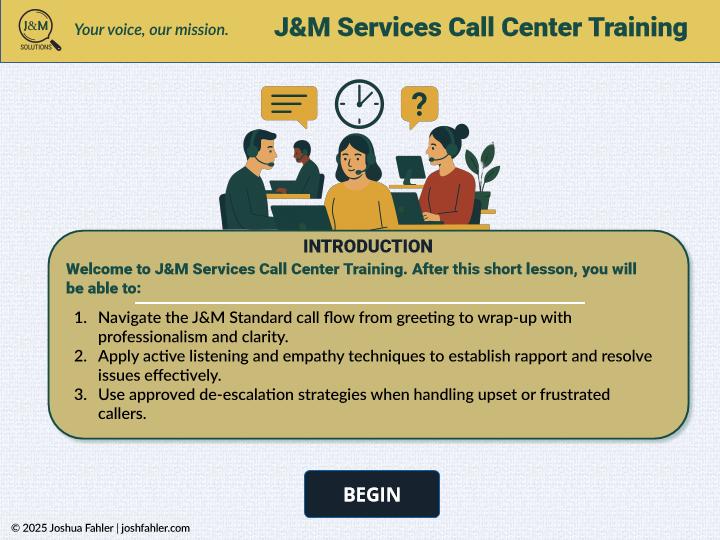 J&M
SOLUTIONS
Your voice, our mission.
J&M Services Call Center Training
?
INTRODUCTION
Welcome to J&M Services Call Center Training. After this short lesson, you will
be able to:
1. Navigate the J&M Standard call flow from greeting to wrap-up with
professionalism and clarity.
2. Apply active listening and empathy techniques to establish rapport and resolve
issues effectively.
3. Use approved de-escalation strategies when handling upset or frustrated
callers.
BEGIN
© 2025 Joshua Fahler | joshfahler.com